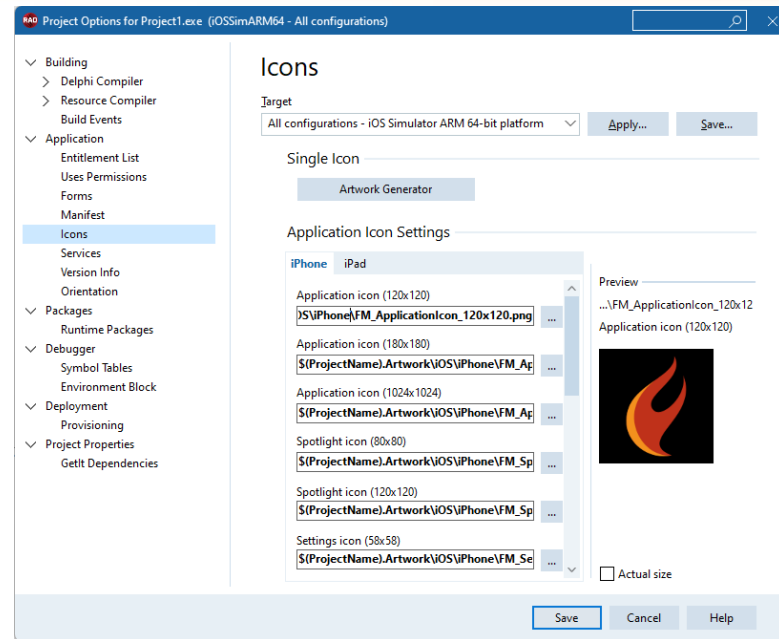 RAD Project Options for Project1.exe (iOSSimARM64 - All configurations)
Building
Delphi Compiler
Resource Compiler
Build Events
Application
Entitlement List
Uses Permissions
Forms
Manifest
Icons
Services
Version Info
Orientation
Packages
Runtime Packages
Debugger
Symbol Tables
Environment Block
Deployment
Provisioning
Project Properties
GetIt Dependencies
Icons
Target
All configurations - iOS Simulator ARM 64-bit platform
Apply...
Save...
Single Icon
Artwork Generator
Application Icon Settings
iPhone
iPad
Application icon (120x120)
OS\iPhone\FM_ApplicationIcon_120x120.png
...
Application icon (180x180)
$(ProjectName).Artwork\iOS\iPhone\FM_Ap
...
Application icon (1024x1024)
$(ProjectName).Artwork\iOS\iPhone\FM_Ap
...
Spotlight icon (80x80)
$(ProjectName).Artwork\iOS\iPhone\FM_Sp
...
Spotlight icon (120x120)
$(ProjectName).Artwork\iOS\iPhone\FM_Sp
...
Settings icon (58x58)
$(ProjectName).Artwork\iOS\iPhone\FM_Se
...
Preview
...\FM_ApplicationIcon_120x12
Application icon (120x120)
Actual size
Save
Cancel
Help